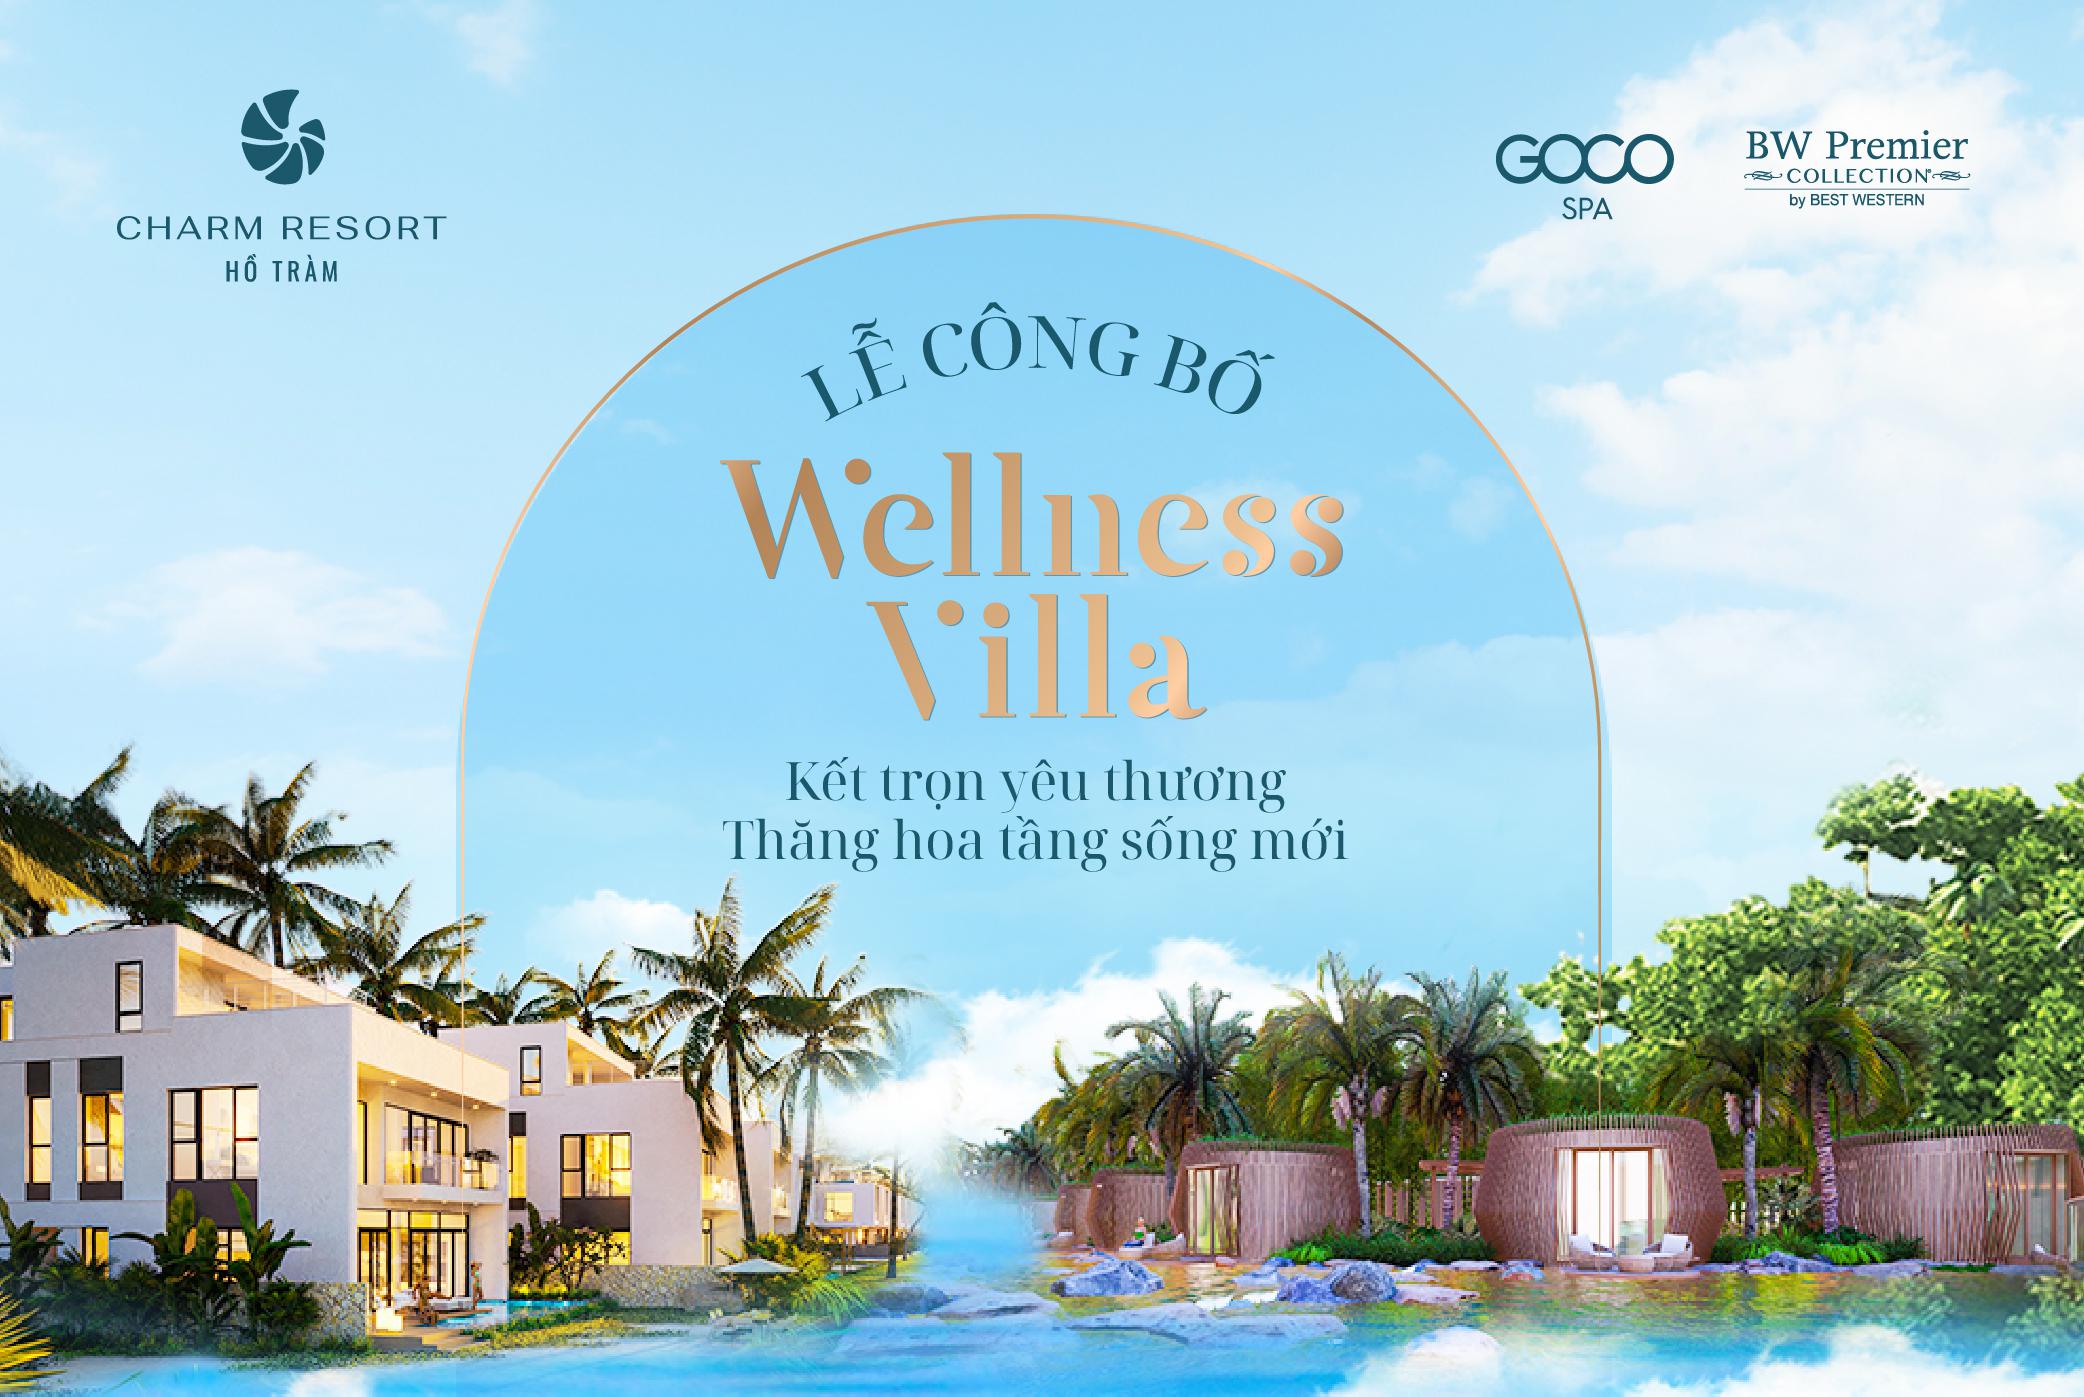 CHARM RESORT
HỒ TRÀM
GOCO
SPA
BW Premier
COLLECTION®
by BEST WESTERN
LỄ CÔNG BỐ
Wellness
Villa
Kết trọn yêu thương
Thăng hoa tầng sống mới